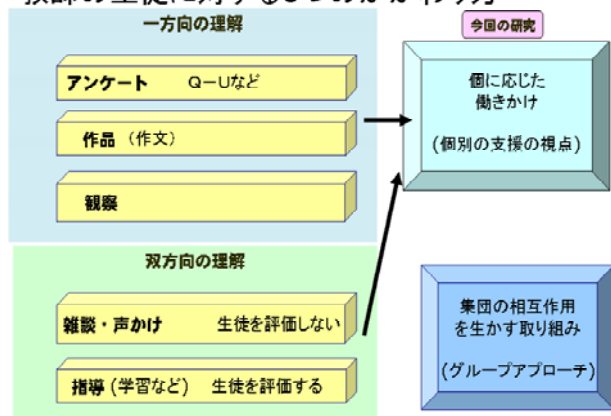 一方向の理解
アンケート Q-Uなど
作品(作文)
観察
双方向の理解
雑談・声かけ 生徒を評価しない
指導(学習など) 生徒を評価する
今回の研究
個に応じた
働きかけ
(個別の支援の視点)
集団の相互作用
を生かす取り組み
(グループアプローチ)